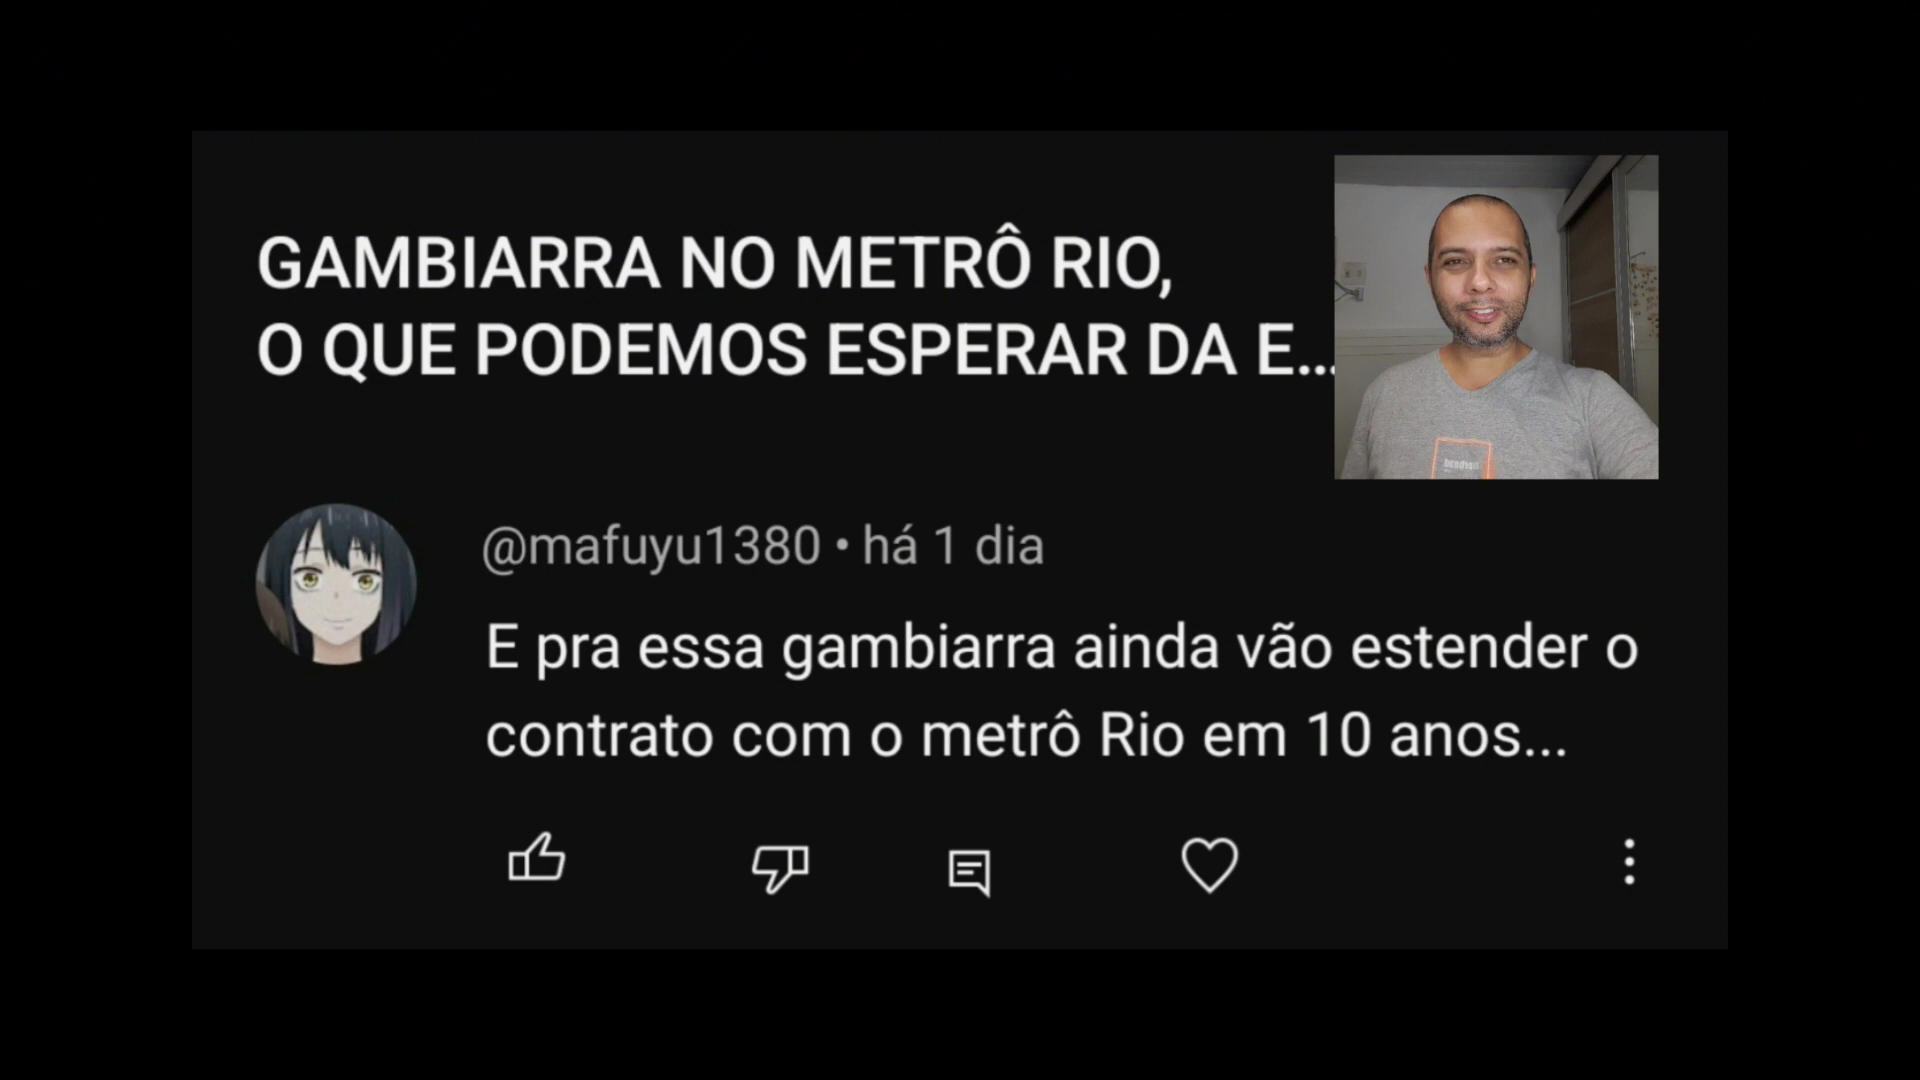 GAMBIARRA NO METRÔ RIO,
O QUE PODEMOS ESPERAR DA E...
@mafuyu1380 • há 1 dia
E pra essa gambiarra ainda vão estender o
contrato com o metrô Rio em 10 anos...